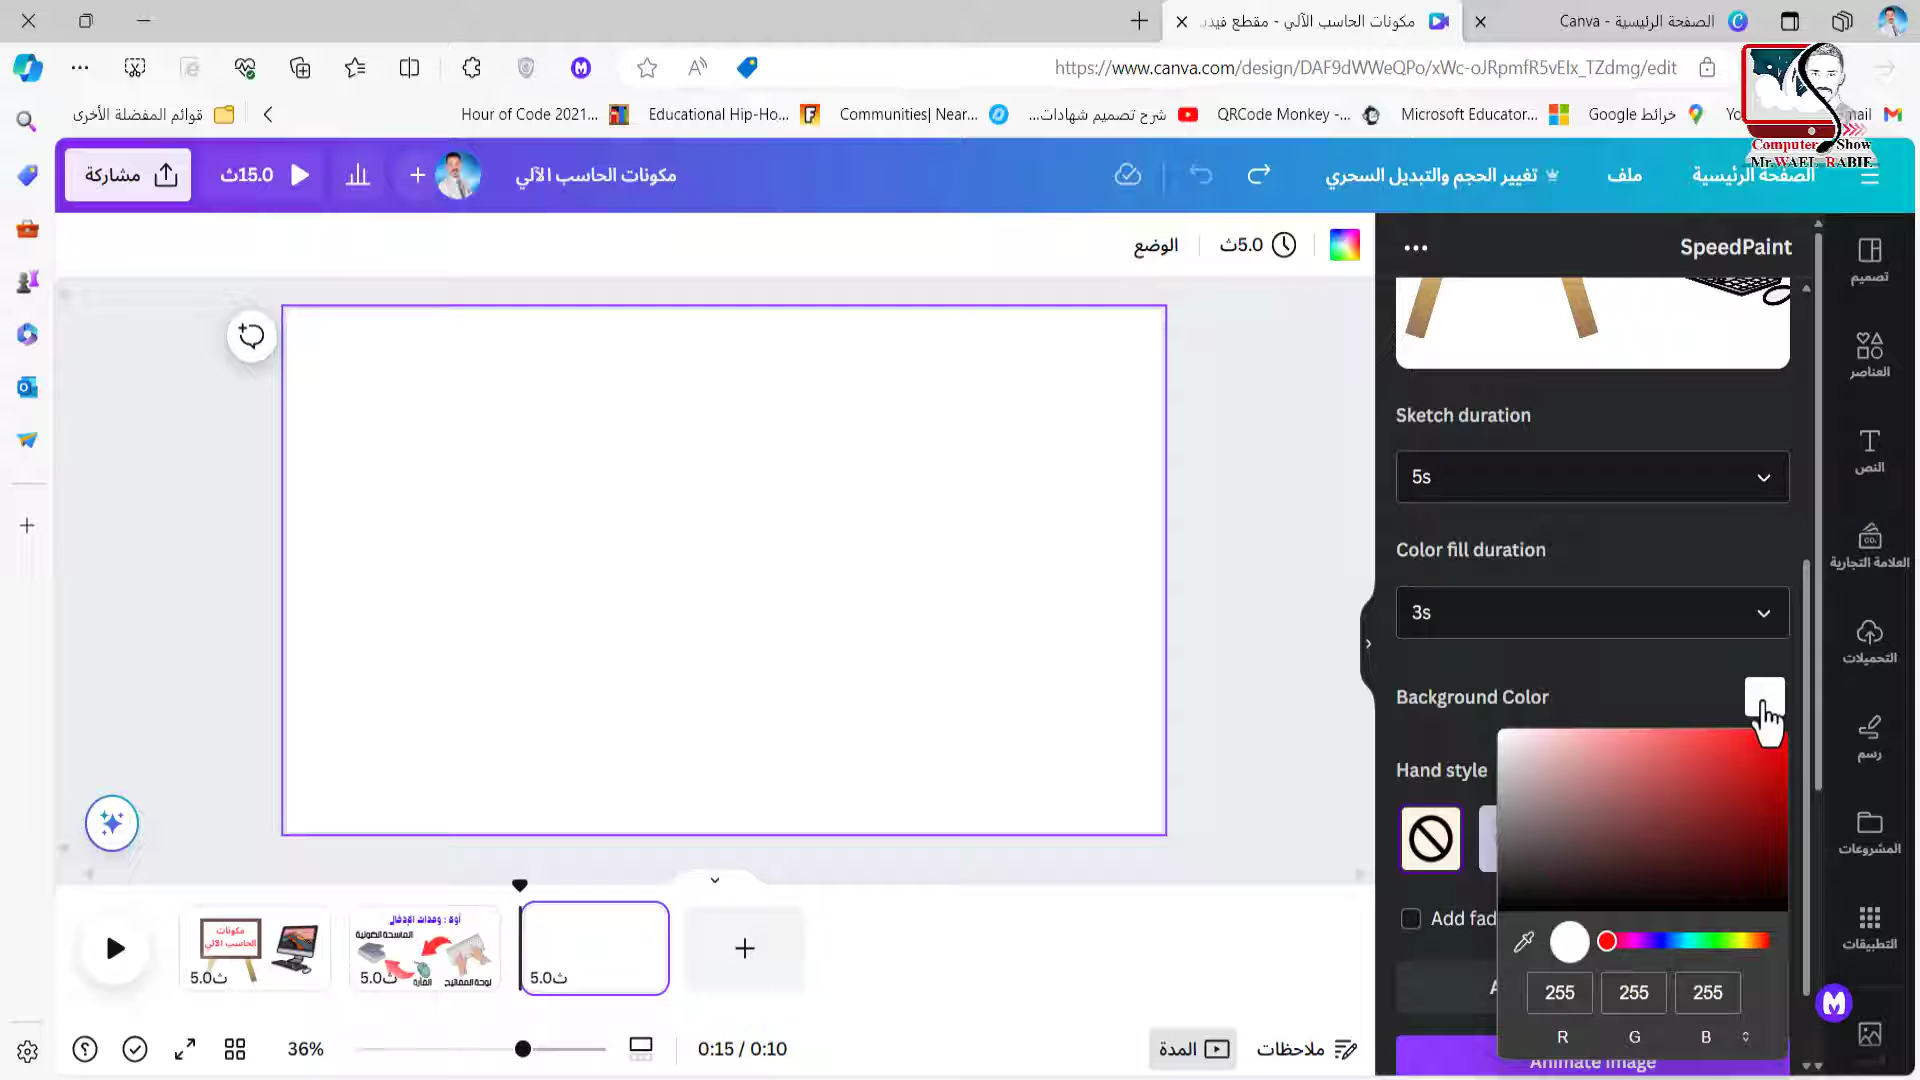 الصفحة الرئيسية - Canva
مكونات الحاسب الآلي - مقطع فيدي
https://www.canva.com/design/DAF9dWWeQPo/xWc-oJRpmfR5vEIx_TZdmg/edit
Computer Show
Mr.WAEL RABIE
mail
Yo
خرائط Google
Microsoft Educator...
QRCode Monkey -...
شرح تصميم شهادات...
Communities| Near...
Educational Hip-Ho...
Hour of Code 2021...
قوائم المفضلة الأخرى
الصفحة الرئيسية
ملف
تغيير الحجم والتبديل السحري
مكونات الحاسب الآلي
15.0ث
مشاركة
5.0ث
الوضع
SpeedPaint
Sketch duration
5s
Color fill duration
3s
Background Color
Hand style
Add fad
255 255 255
R G B
Animate image
تصميم
العناصر
النص
CO.
العلامة التجارية
التحميلات
رسم
المشروعات
التطبيقات
مكونات
الحاسب الآلي
5.0ث
أولا : وحدات الإدخال
الماسحة الضوئية
الفأرة
لوحة المفاتيح
5.0ث
5.0ث
36%
0:15 / 0:10
المدة
ملاحظات